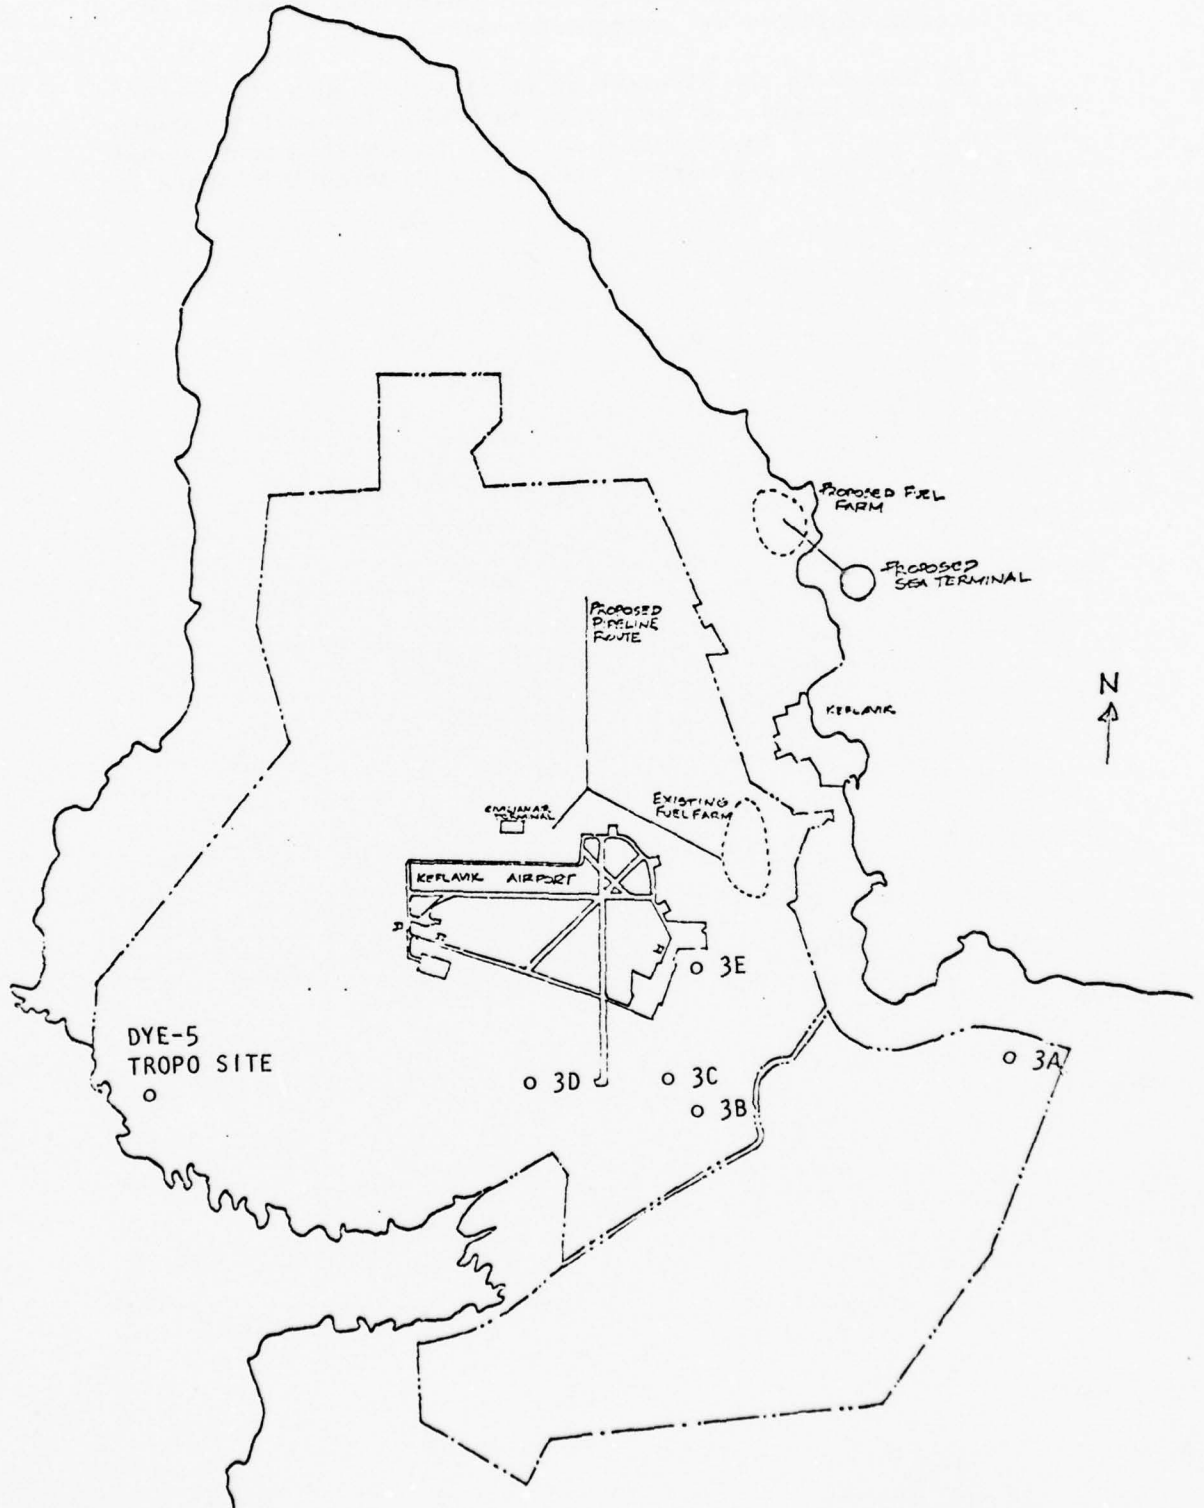 PROPOSED FUEL
FARM
PROPOSED
SEA TERMINAL
PROPOSED
PIPELINE
ROUTE
N
KEFLAVIK
EXISTING
FUEL FARM
TERMINAL
KEFLAVIK AIRPORT
3E
DYE-5
TROPO SITE
3A
3D
3C
3B